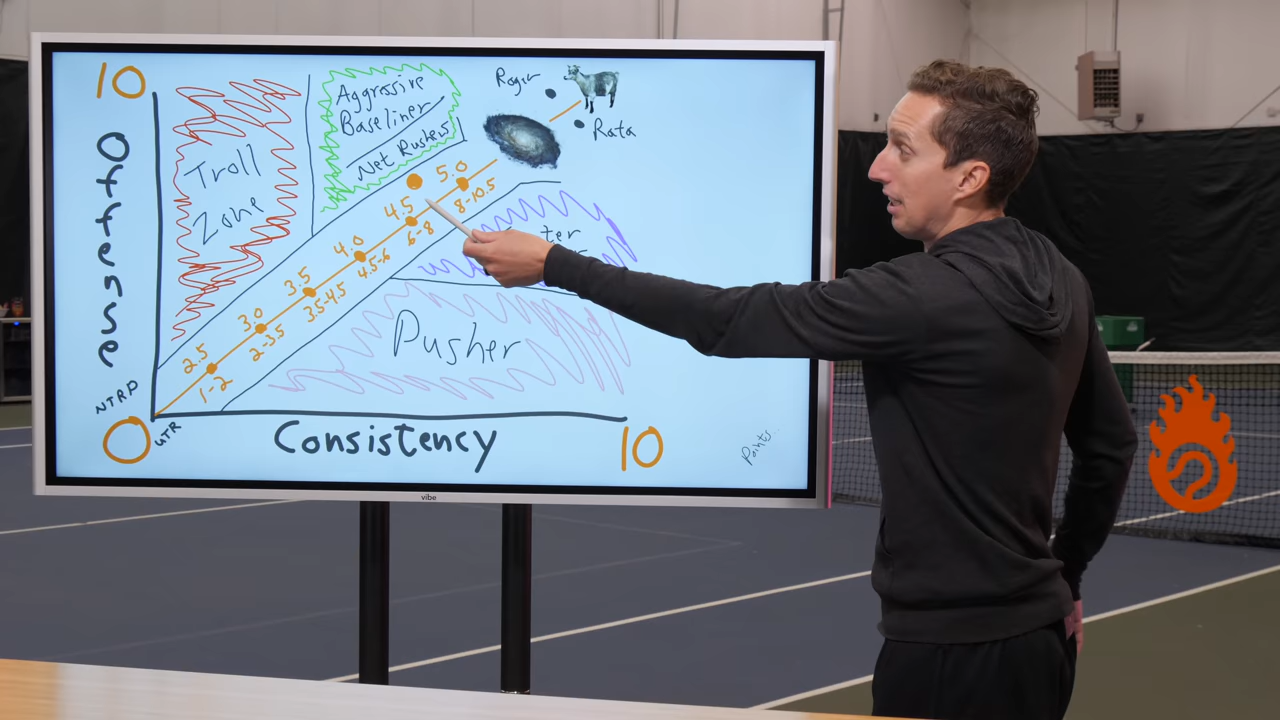 10
Offensve
Troll
Zone
Aggressive
Baseliner
Net Rushers
Roger
Rafa
5.0
8-10.5
4.5
6-8
4.0
4.5-6
3.5
3.5-4.5
3.0
2-3.5
2.5
1-2
ter
Pusher
NTRP
0
UTR
Consistency
10
Points
vibe